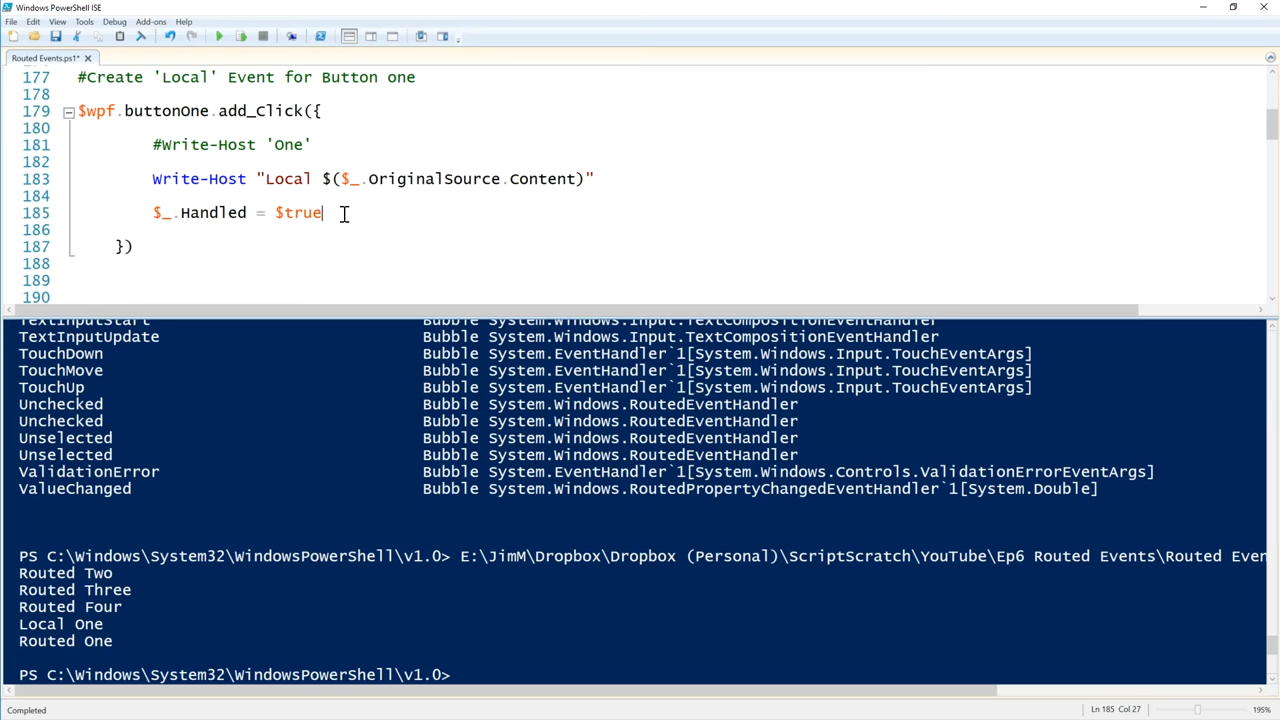 Windows PowerShell ISE
File Edit View Tools Debug Add-ons Help
Routed Events.ps1*
177 #Create 'Local' Event for Button one
178
179 $wpf.buttonOne.add_Click({
180
181 #Write-Host 'One'
182
183 Write-Host "Local $($_.OriginalSource.Content)"
184
185 $_.Handled = $true
186
187 })
188
189
190
TextInputStart Bubble System.Windows.Input.TextCompositionEventHandler
TextInputUpdate Bubble System.Windows.Input.TextCompositionEventHandler
TouchDown Bubble System.EventHandler`1[System.Windows.Input.TouchEventArgs]
TouchMove Bubble System.EventHandler`1[System.Windows.Input.TouchEventArgs]
TouchUp Bubble System.EventHandler`1[System.Windows.Input.TouchEventArgs]
Unchecked Bubble System.Windows.RoutedEventHandler
Unchecked Bubble System.Windows.RoutedEventHandler
Unselected Bubble System.Windows.RoutedEventHandler
Unselected Bubble System.Windows.RoutedEventHandler
ValidationError Bubble System.EventHandler`1[System.Windows.Controls.ValidationErrorEventArgs]
ValueChanged Bubble System.Windows.RoutedPropertyChangedEventHandler`1[System.Double]
PS C:\Windows\System32\WindowsPowerShell\v1.0> E:\JimM\Dropbox\Dropbox (Personal)\ScriptScratch\YouTube\Ep6 Routed Events\Routed Even
Routed Two
Routed Three
Routed Four
Local One
Routed One
PS C:\Windows\System32\WindowsPowerShell\v1.0>
Completed Ln 185 Col 27 195%